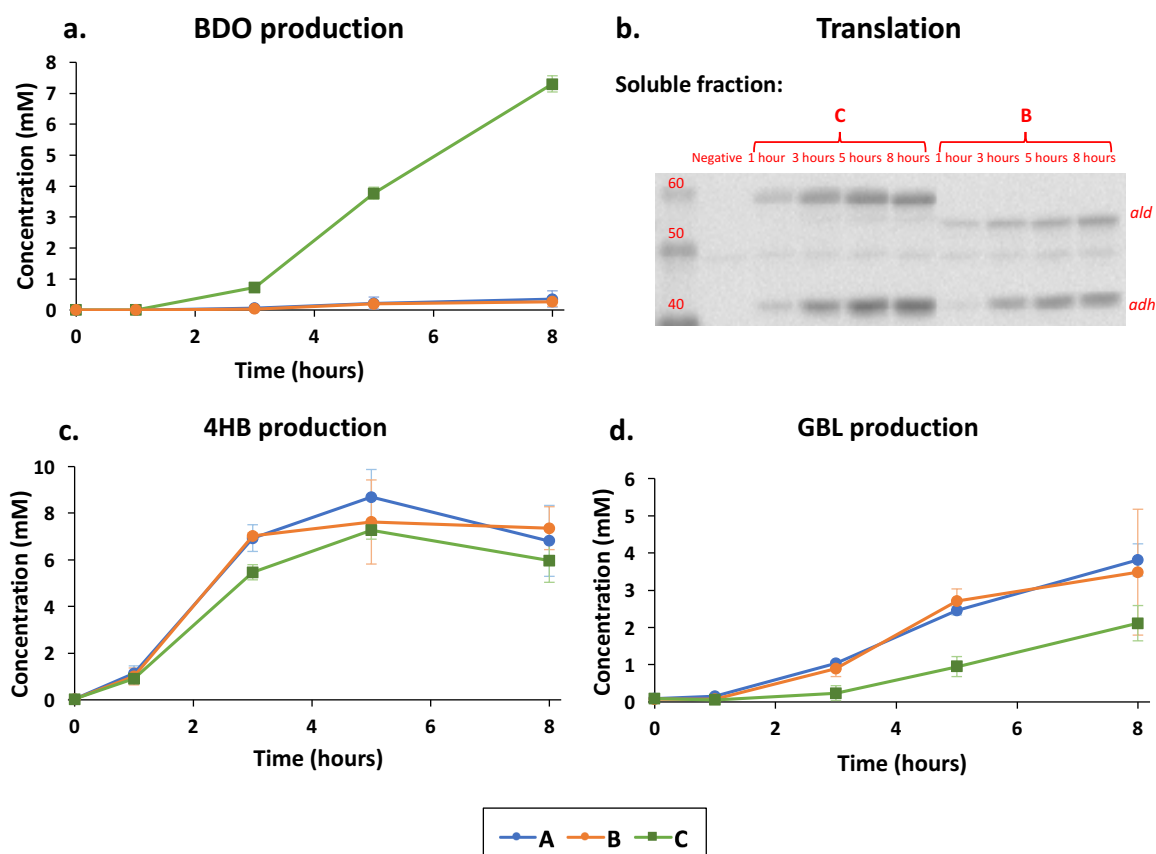 a. BDO production
8
7
6
5
4
3
2
1
0
Concentration (mM)
0 2 4 6 8
Time (hours)
b. Translation
Soluble fraction:
C B
Negative 1 hour 3 hours 5 hours 8 hours 1 hour 3 hours 5 hours 8 hours
60
50
40
ald
adh
c. 4HB production
10
8
6
4
2
0
Concentration (mM)
0 2 4 6 8
Time (hours)
d. GBL production
6
5
4
3
2
1
0
Concentration (mM)
0 2 4 6 8
Time (hours)
A B C